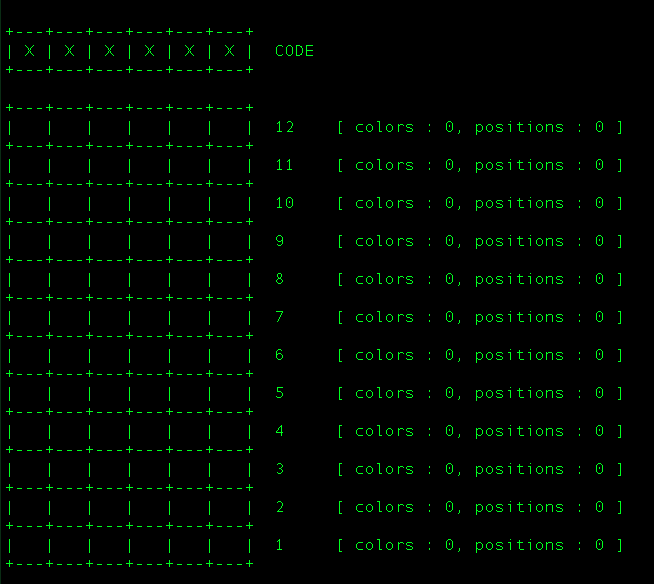 +---+---+---+---+---+---+
| X | X | X | X | X | X | CODE
+---+---+---+---+---+---+
+---+---+---+---+---+---+
| | | | | | | 12 [ colors : 0, positions : 0 ]
+---+---+---+---+---+---+
| | | | | | | 11 [ colors : 0, positions : 0 ]
+---+---+---+---+---+---+
| | | | | | | 10 [ colors : 0, positions : 0 ]
+---+---+---+---+---+---+
| | | | | | | 9 [ colors : 0, positions : 0 ]
+---+---+---+---+---+---+
| | | | | | | 8 [ colors : 0, positions : 0 ]
+---+---+---+---+---+---+
| | | | | | | 7 [ colors : 0, positions : 0 ]
+---+---+---+---+---+---+
| | | | | | | 6 [ colors : 0, positions : 0 ]
+---+---+---+---+---+---+
| | | | | | | 5 [ colors : 0, positions : 0 ]
+---+---+---+---+---+---+
| | | | | | | 4 [ colors : 0, positions : 0 ]
+---+---+---+---+---+---+
| | | | | | | 3 [ colors : 0, positions : 0 ]
+---+---+---+---+---+---+
| | | | | | | 2 [ colors : 0, positions : 0 ]
+---+---+---+---+---+---+
| | | | | | | 1 [ colors : 0, positions : 0 ]
+---+---+---+---+---+---+